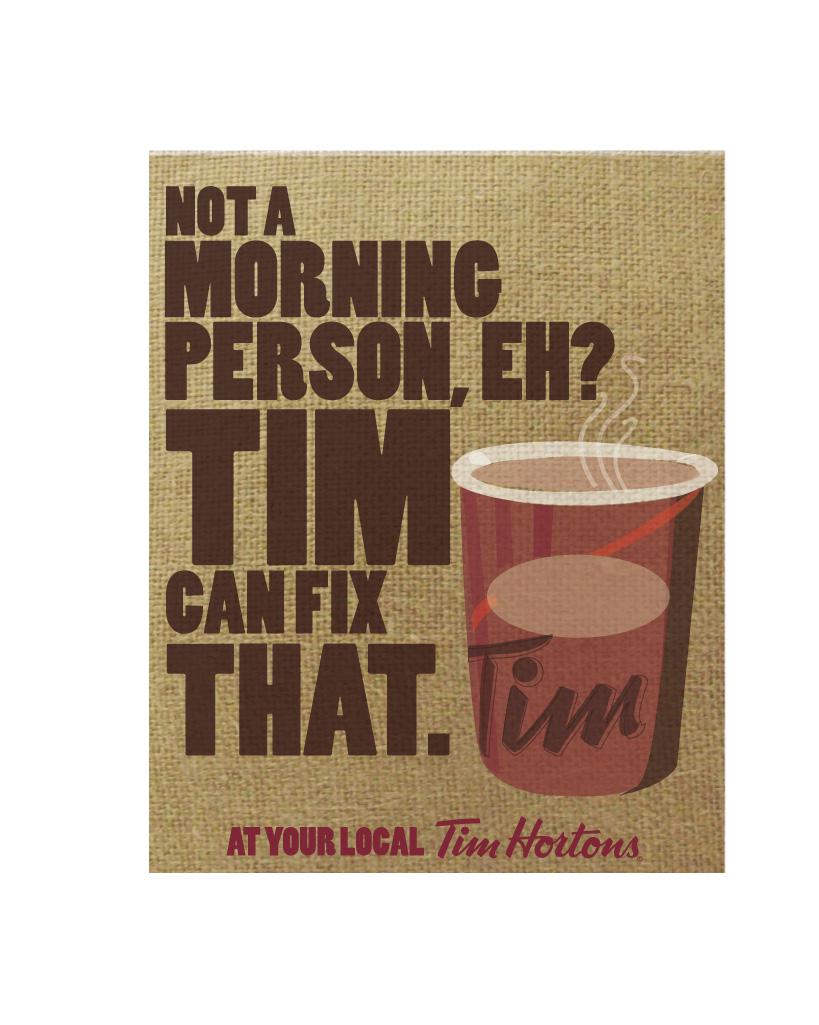 NOT A
MORNING
PERSON, EH?
TIM
CAN FIX
THAT.
Tim
AT YOUR LOCAL Tim Hortons